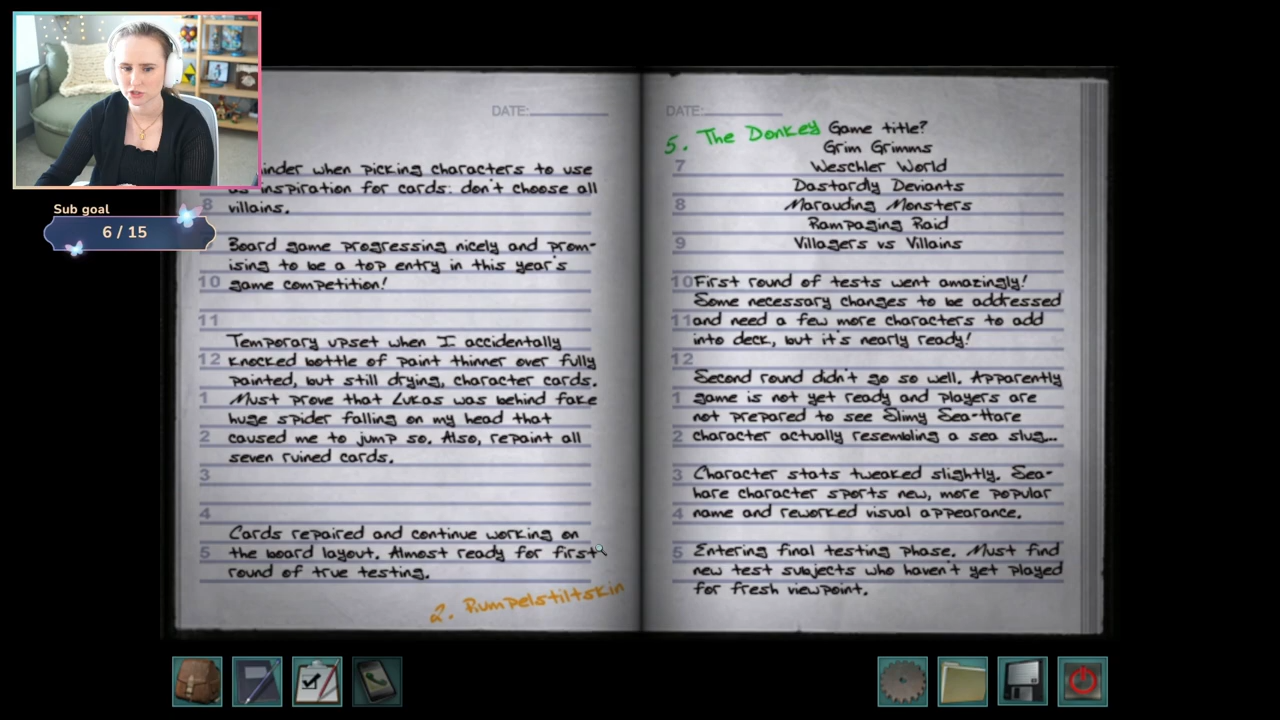 Sub goal
6 / 15
DATE:
inder when picking characters to use
as inspiration for cards: don't choose all
8 villains.
Board game progressing nicely and prom-
ising to be a top entry in this year's
10 game competition!
11
Temporary upset when I accidentally
12 knocked bottle of paint thinner over fully
painted, but still drying, character cards.
1 Must prove that Lukas was behind fake
huge spider falling on my head that
2 caused me to jump so. Also, repaint all
seven ruined cards.
3
4
Cards repaired and continue working on
5 the board layout. Almost ready for first
round of true testing.
2. Rumpelstiltskin
DATE:
5. The Donkey Game title?
Grim Grimms
7 Weschler World
Dastardly Deviants
8 Marauding Monsters
Rampaging Raid
9 Villagers vs Villains
10 First round of tests went amazingly!
Some necessary changes to be addressed
11 and need a few more characters to add
into deck, but it's nearly ready!
12
Second round didn't go so well. Apparently
1 game is not yet ready and players are
not prepared to see Slimy Sea-Hare
2 character actually resembling a sea slug...
3 Character stats tweaked slightly. Sea-
hare character sports new, more popular
4 name and reworked visual appearance.
5 Entering final testing phase. Must find
new test subjects who haven't yet played
for fresh viewpoint.